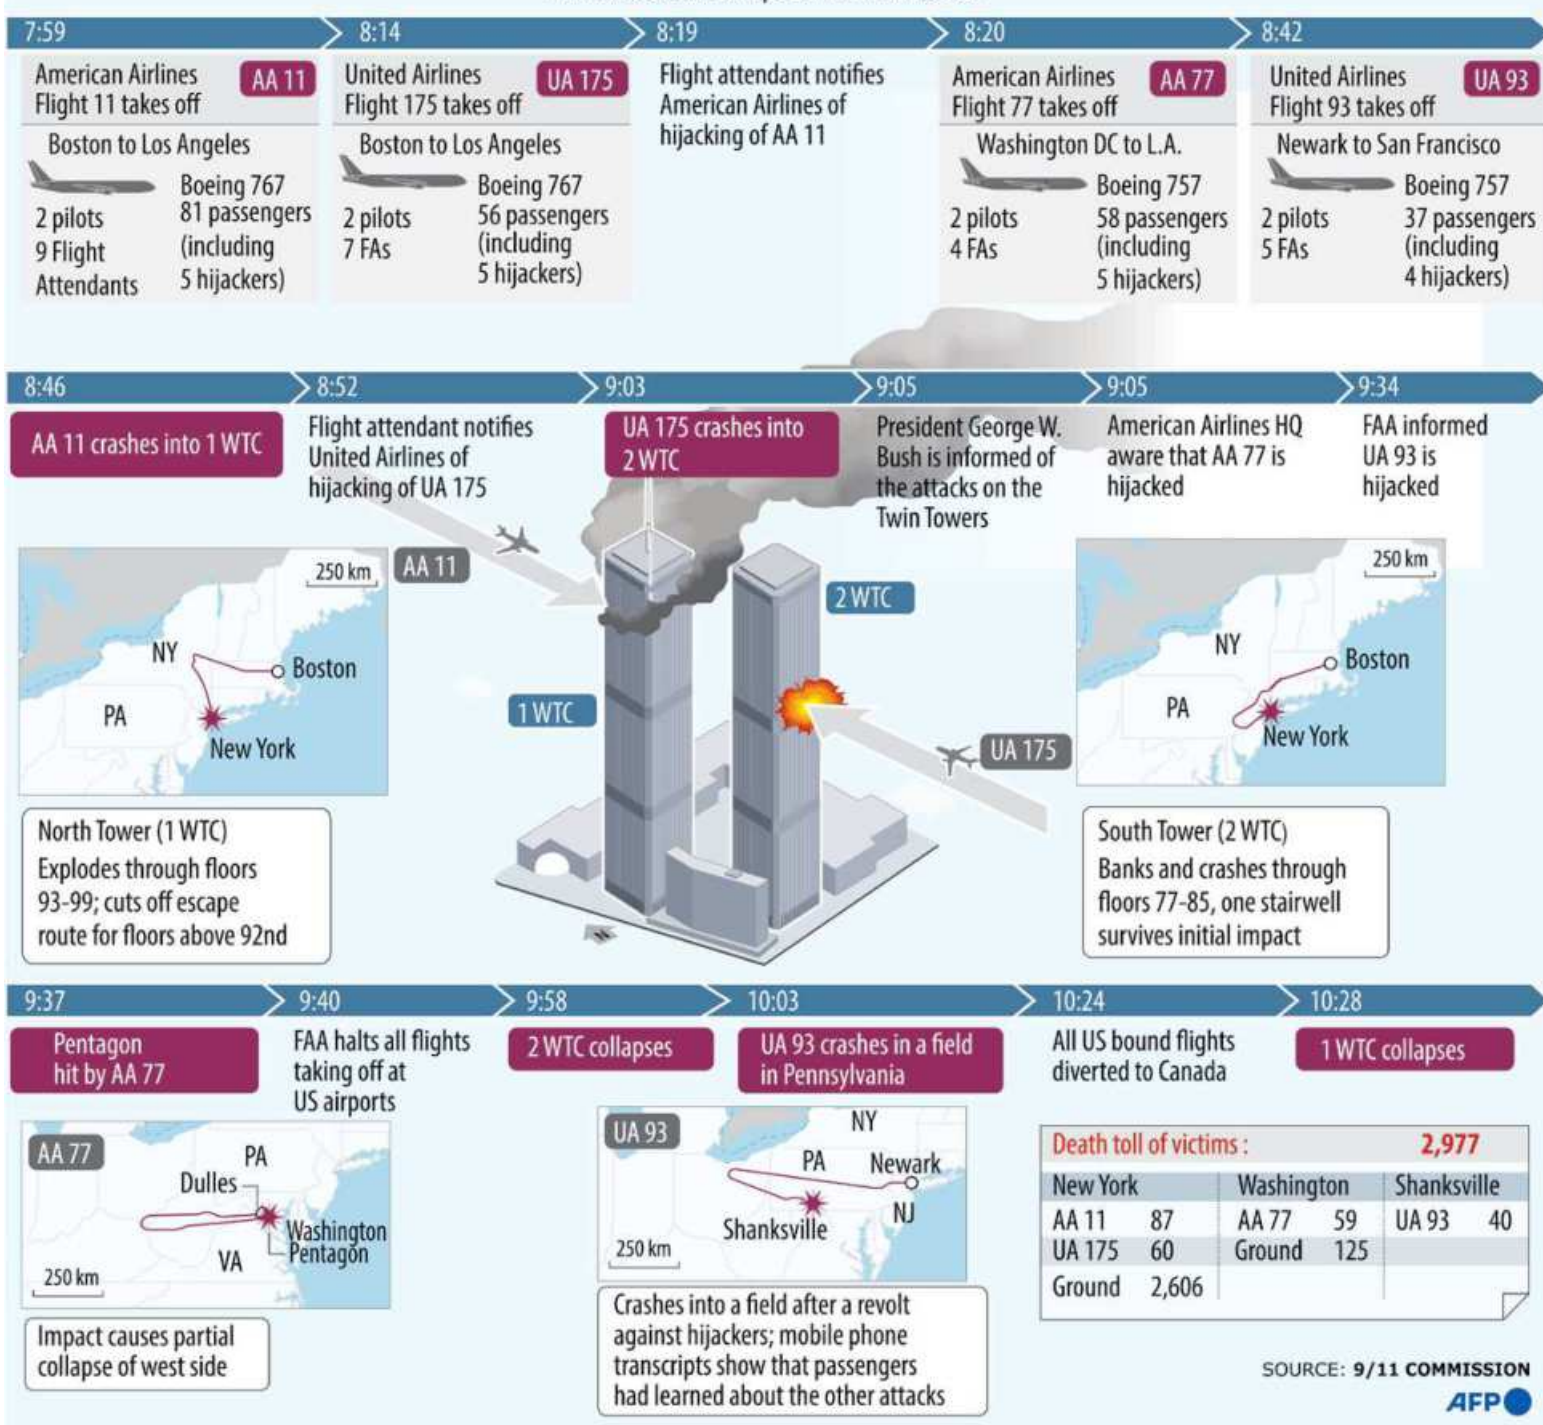 7:59
8:14
8:19
8:20
8:42
American Airlines
Flight 11 takes off
AA 11
Boston to Los Angeles
Boeing 767
2 pilots
81 passengers
9 Flight
(including
Attendants
5 hijackers)
United Airlines
Flight 175 takes off
UA 175
Boston to Los Angeles
Boeing 767
2 pilots
56 passengers
7 FAs
(including
5 hijackers)
Flight attendant notifies
American Airlines of
hijacking of AA 11
American Airlines
Flight 77 takes off
AA 77
Washington DC to L.A.
Boeing 757
2 pilots
58 passengers
4 FAs
(including
5 hijackers)
United Airlines
Flight 93 takes off
UA 93
Newark to San Francisco
Boeing 757
2 pilots
37 passengers
5 FAs
(including
4 hijackers)
8:46
8:52
9:03
9:05
9:05
9:34
AA 11 crashes into 1 WTC
Flight attendant notifies
United Airlines of
hijacking of UA 175
UA 175 crashes into
2 WTC
President George W.
Bush is informed of
the attacks on the
Twin Towers
American Airlines HQ
aware that AA 77 is
hijacked
FAA informed
UA 93 is
hijacked
250 km
AA 11
NY
Boston
PA
New York
1 WTC
2 WTC
UA 175
250 km
NY
Boston
PA
New York
North Tower (1 WTC)
Explodes through floors
93-99; cuts off escape
route for floors above 92nd
N
South Tower (2 WTC)
Banks and crashes through
floors 77-85, one stairwell
survives initial impact
9:37
9:40
9:58
10:03
10:24
10:28
Pentagon
hit by AA 77
FAA halts all flights
taking off at
US airports
2 WTC collapses
UA 93 crashes in a field
in Pennsylvania
All US bound flights
diverted to Canada
1 WTC collapses
AA 77
PA
Dulles
Washington
Pentagon
VA
250 km
Impact causes partial
collapse of west side
UA 93
NY
PA
Newark
NJ
Shanksville
250 km
Crashes into a field after a revolt
against hijackers; mobile phone
transcripts show that passengers
had learned about the other attacks
Death toll of victims : 2,977
New York
Washington
Shanksville
AA 11 87
AA 77 59
UA 93 40
UA 175 60
Ground 125
Ground 2,606
SOURCE: 9/11 COMMISSION
AFP